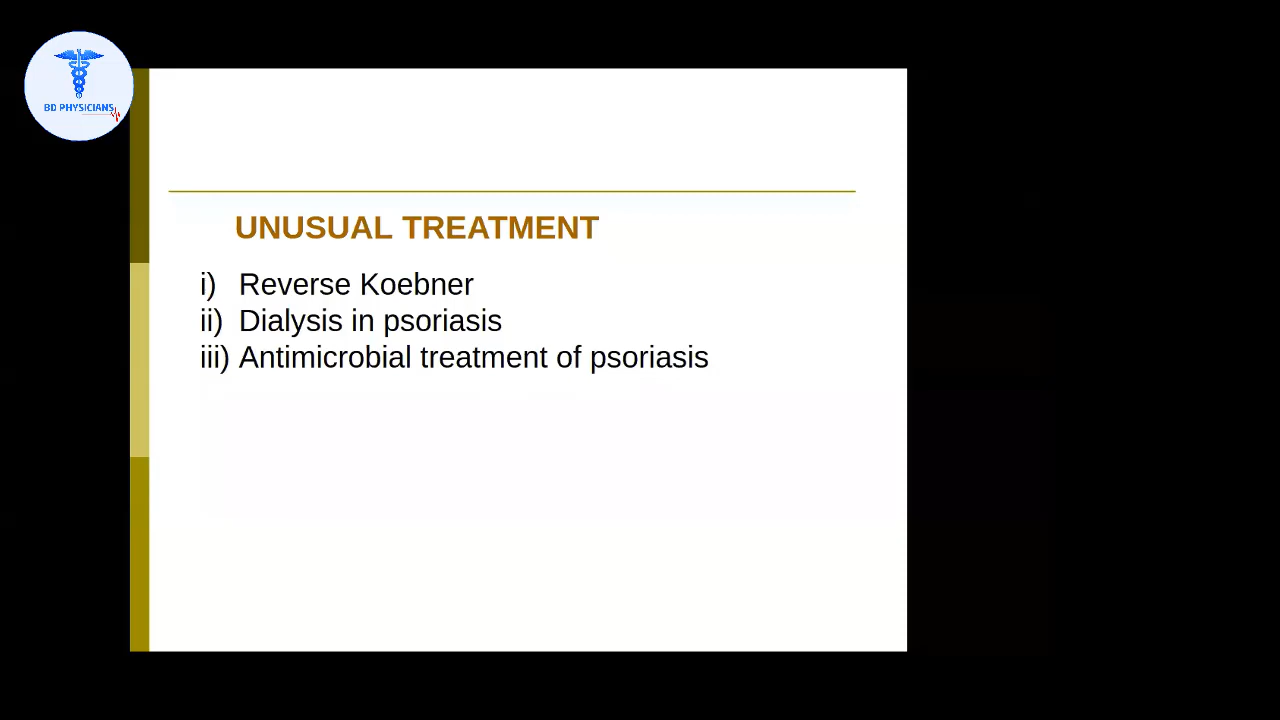 BD PHYSICIANS
UNUSUAL TREATMENT
i) Reverse Koebner
ii) Dialysis in psoriasis
iii) Antimicrobial treatment of psoriasis